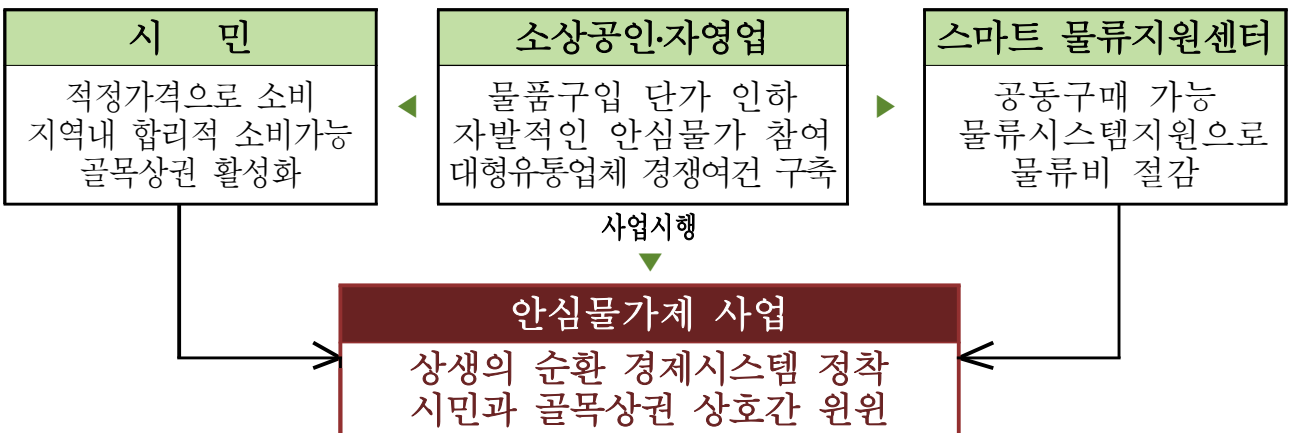 시 민
적정가격으로 소비
지역내 합리적 소비가능
골목상권 활성화
소상공인·자영업
물품구입 단가 인하
자발적인 안심물가 참여
대형유통업체 경쟁여건 구축
스마트 물류지원센터
공동구매 가능
물류시스템지원으로
물류비 절감
사업시행
안심물가제 사업
상생의 순환 경제시스템 정착
시민과 골목상권 상호간 윈윈